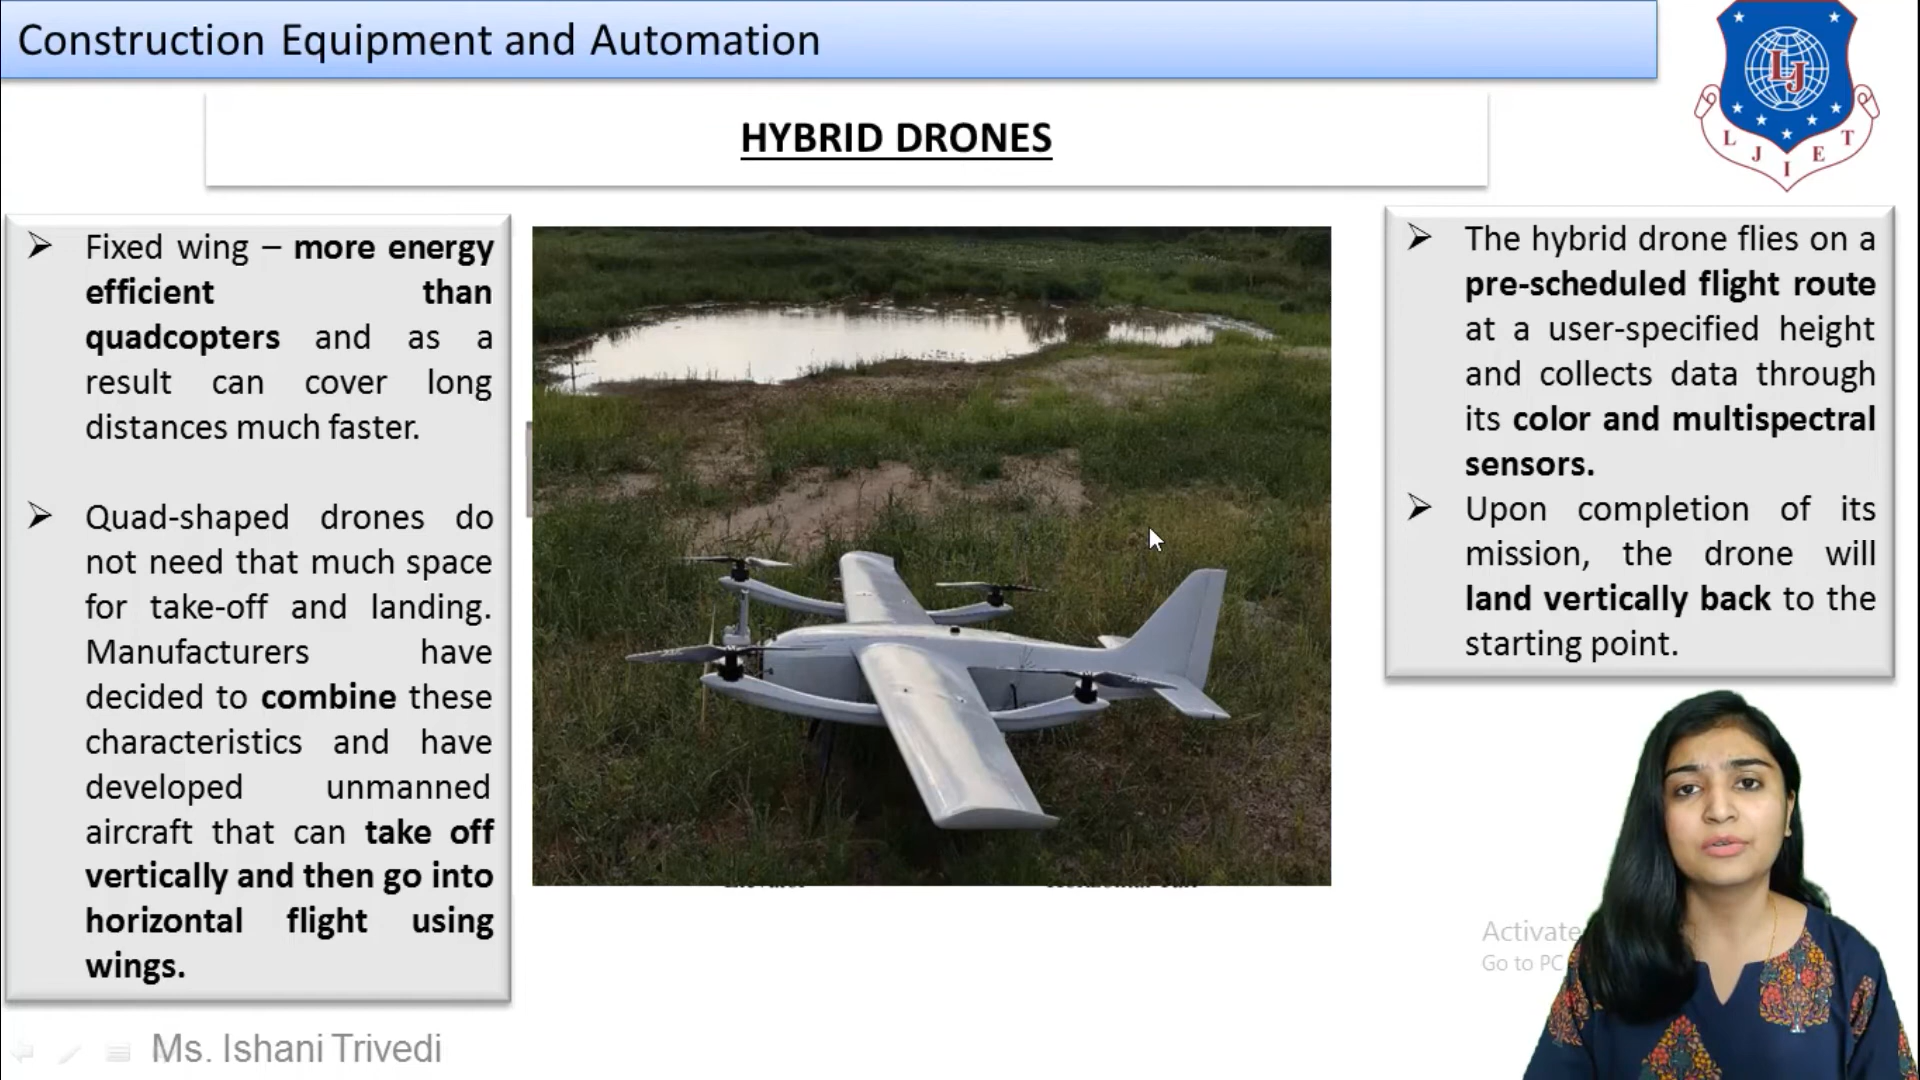 Construction Equipment and Automation
HYBRID DRONES
L J I E T
LJ
➢ Fixed wing – more energy
efficient than
quadcopters and as a
result can cover long
distances much faster.
➢ Quad-shaped drones do
not need that much space
for take-off and landing.
Manufacturers have
decided to combine these
characteristics and have
developed unmanned
aircraft that can take off
vertically and then go into
horizontal flight using
wings.
➢ The hybrid drone flies on a
pre-scheduled flight route
at a user-specified height
and collects data through
its color and multispectral
sensors.
➢ Upon completion of its
mission, the drone will
land vertically back to the
starting point.
Activate
Go to PC
Ms. Ishani Trivedi